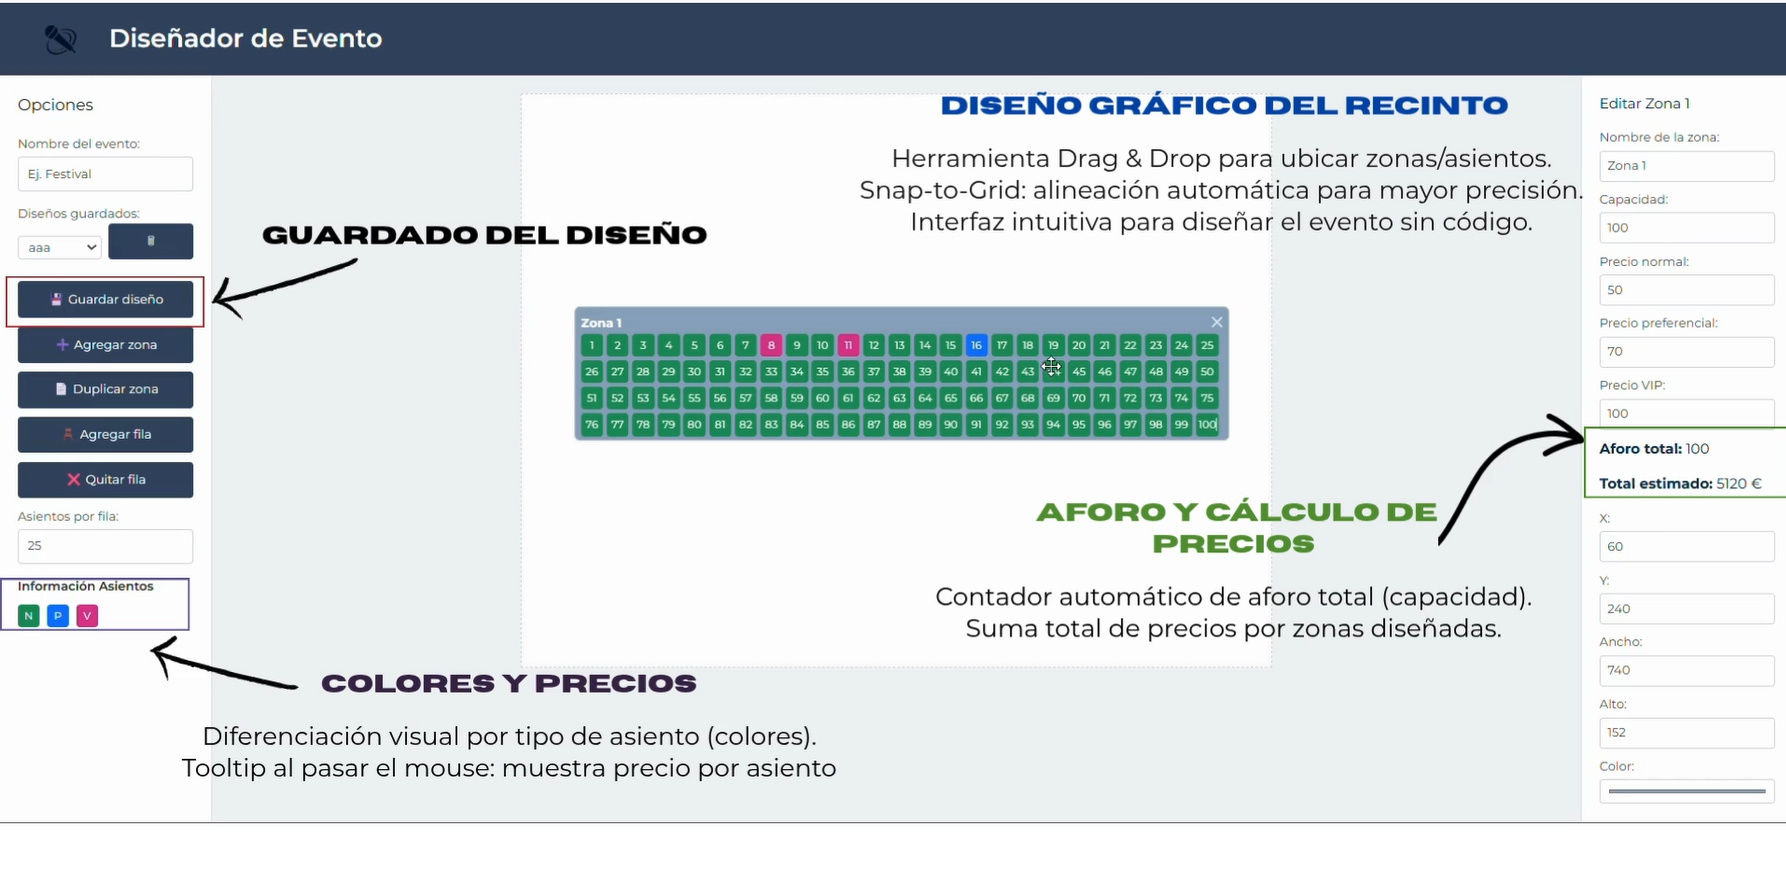 Diseñador de Evento
Opciones
Nombre del evento:
Ej. Festival
Diseños guardados:
aaa
Guardar diseño
Agregar zona
Duplicar zona
Agregar fila
Quitar fila
Asientos por fila:
25
Información Asientos
N P V
GUARDADO DEL DISEÑO
DISEÑO GRÁFICO DEL RECINTO
Herramienta Drag & Drop para ubicar zonas/asientos.
Snap-to-Grid: alineación automática para mayor precisión.
Interfaz intuitiva para diseñar el evento sin código.
Zona 1
1 2 3 4 5 6 7 8 9 10 11 12 13 14 15 16 17 18 19 20 21 22 23 24 25
26 27 28 29 30 31 32 33 34 35 36 37 38 39 40 41 42 43 45 46 47 48 49 50
51 52 53 54 55 56 57 58 59 60 61 62 63 64 65 66 67 68 69 70 71 72 73 74 75
76 77 78 79 80 81 82 83 84 85 86 87 88 89 90 91 92 93 94 95 96 97 98 99 100
AFORO Y CÁLCULO DE
PRECIOS
Contador automático de aforo total (capacidad).
Suma total de precios por zonas diseñadas.
COLORES Y PRECIOS
Diferenciación visual por tipo de asiento (colores).
Tooltip al pasar el mouse: muestra precio por asiento
Editar Zona 1
Nombre de la zona:
Zona 1
Capacidad:
100
Precio normal:
50
Precio preferencial:
70
Precio VIP:
100
Aforo total: 100
Total estimado: 5120 €
X:
60
Y:
240
Ancho:
740
Alto:
152
Color: